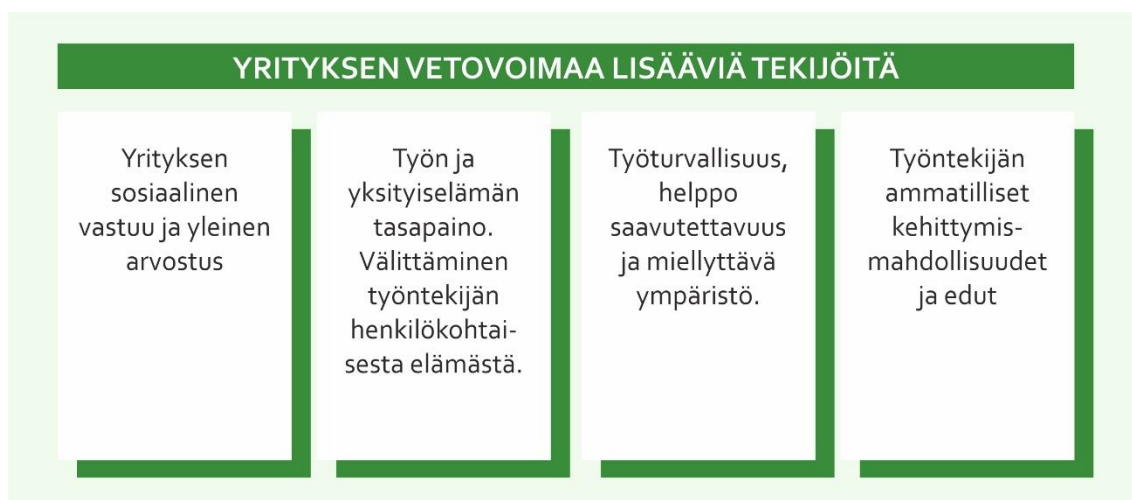 YRITYKSEN VETOVOIMAA LISÄÄVIÄ TEKIJÖITÄ
Yrityksen
sosiaalinen
vastuu ja yleinen
arvostus
Työn ja
yksityiselämän
tasapaino.
Välittäminen
työntekijän
henkilökohtai-
sesta elämästä.
Työturvallisuus,
helppo
saavutettavuus
ja miellyttävä
ympäristö.
Työntekijän
ammatilliset
kehittymis-
mahdollisuudet
ja edut